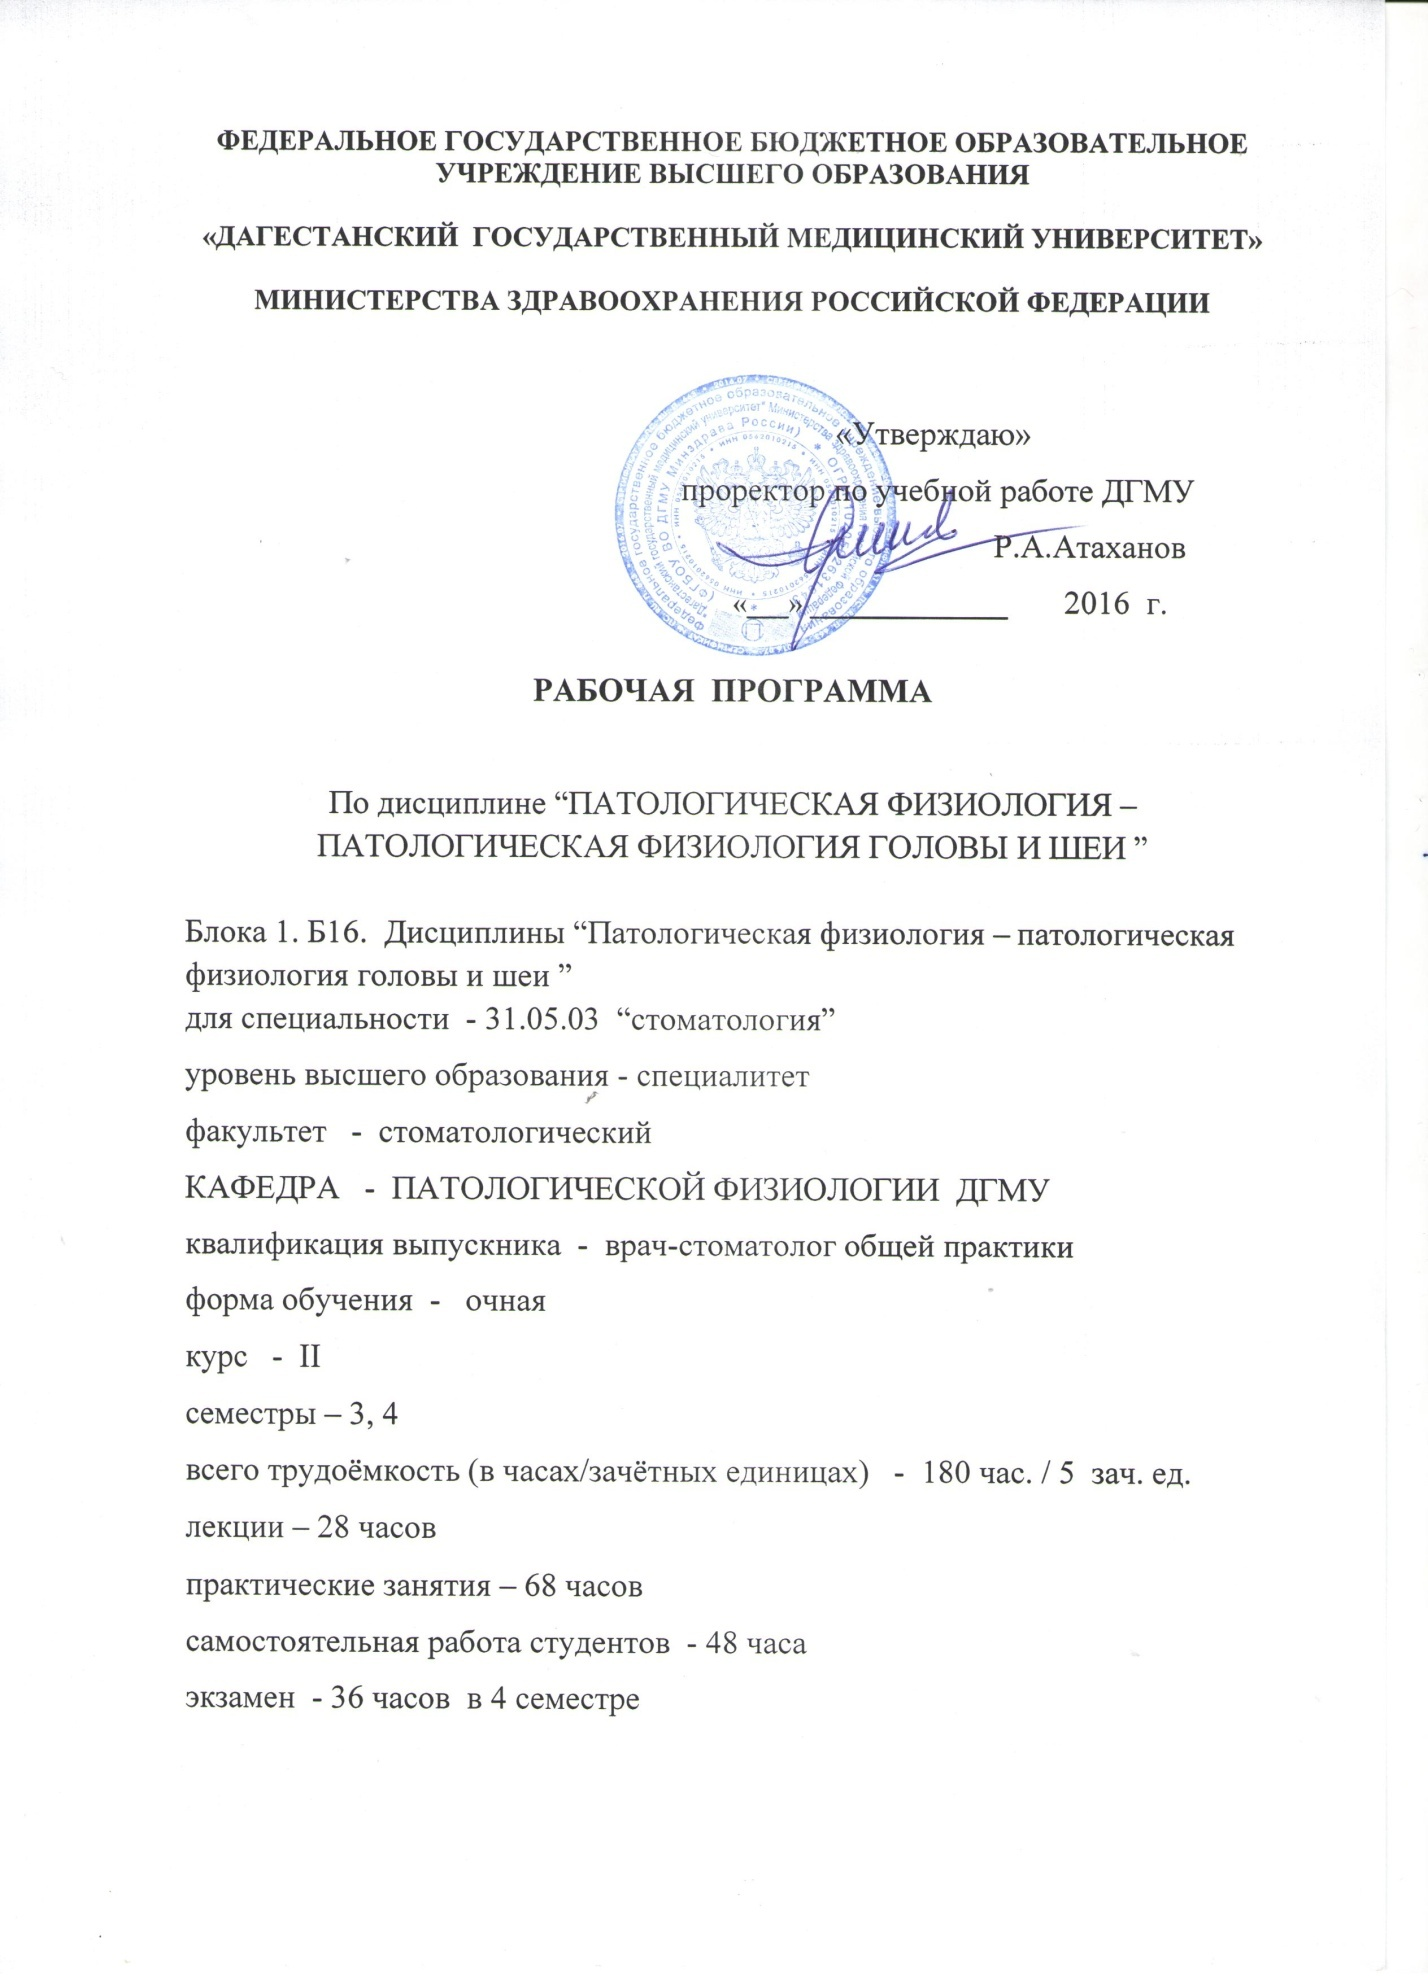 ФЕДЕРАЛЬНОЕ ГОСУДАРСТВЕННОЕ БЮДЖЕТНОЕ ОБРАЗОВАТЕЛЬНОЕ
УЧРЕЖДЕНИЕ ВЫСШЕГО ОБРАЗОВАНИЯ
«ДАГЕСТАНСКИЙ ГОСУДАРСТВЕННЫЙ МЕДИЦИНСКИЙ УНИВЕРСИТЕТ»
МИНИСТЕРСТВА ЗДРАВООХРАНЕНИЯ РОССИЙСКОЙ ФЕДЕРАЦИИ
«Утверждаю»
проректор по учебной работе ДГМУ
Р.А.Атаханов
«___»____________ 2016 г.
РАБОЧАЯ ПРОГРАММА
По дисциплине “ПАТОЛОГИЧЕСКАЯ ФИЗИОЛОГИЯ –
ПАТОЛОГИЧЕСКАЯ ФИЗИОЛОГИЯ ГОЛОВЫ И ШЕИ ”
Блока 1. Б16. Дисциплины “Патологическая физиология – патологическая
физиология головы и шеи ”
для специальности - 31.05.03 “стоматология”
уровень высшего образования - специалитет
факультет - стоматологический
КАФЕДРА - ПАТОЛОГИЧЕСКОЙ ФИЗИОЛОГИИ ДГМУ
квалификация выпускника - врач-стоматолог общей практики
форма обучения - очная
курс - II
семестры – 3, 4
всего трудоёмкость (в часах/зачётных единицах) - 180 час. / 5 зач. ед.
лекции – 28 часов
практические занятия – 68 часов
самостоятельная работа студентов - 48 часа
экзамен - 36 часов в 4 семестре